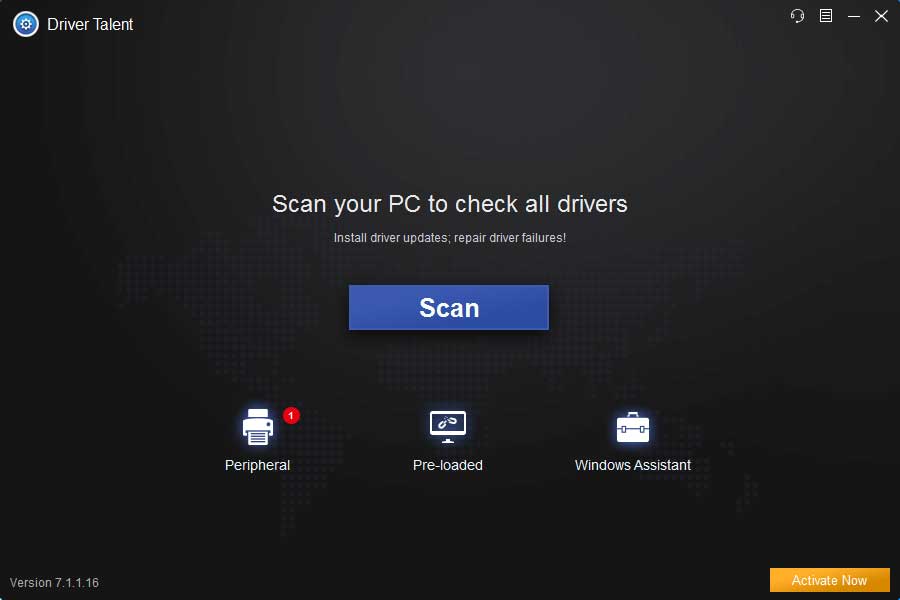 Driver Talent
Scan your PC to check all drivers
Install driver updates; repair driver failures!
Scan
1
Peripheral
Pre-loaded
Windows Assistant
Version 7.1.1.16
Activate Now